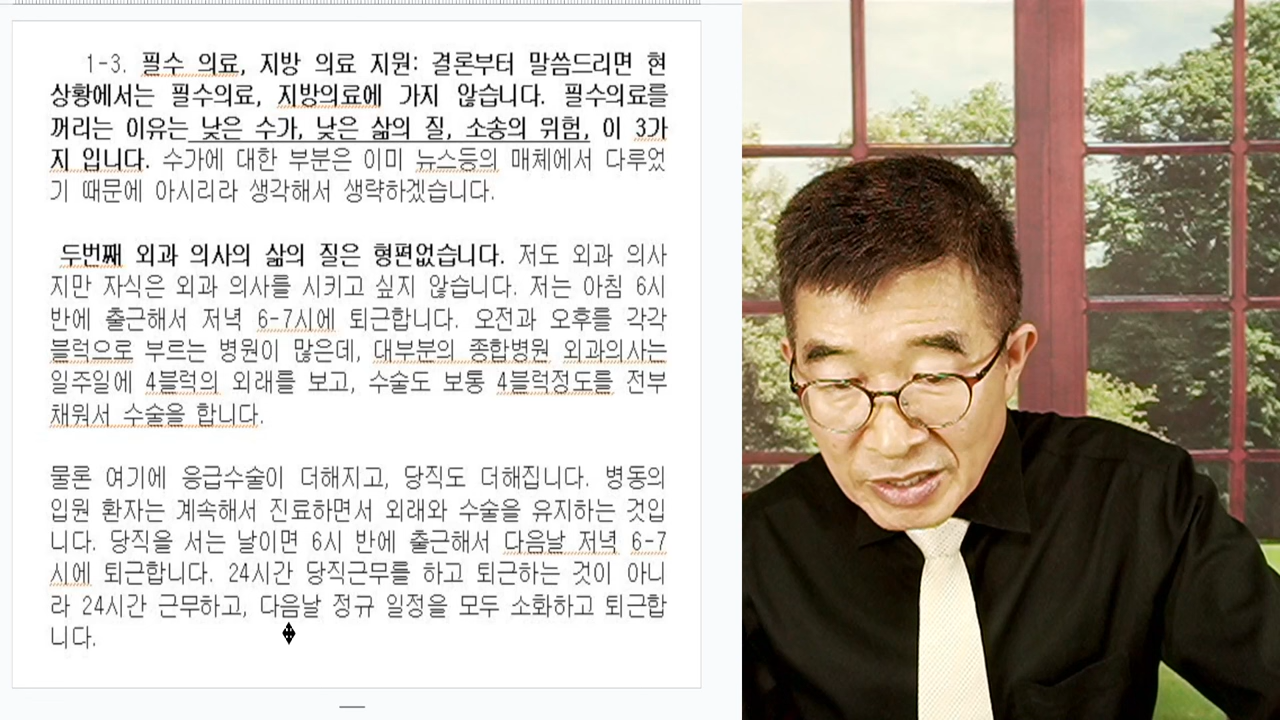 1-3. 필수 의료, 지방 의료 지원: 결론부터 말씀드리면 현
상황에서는 필수의료, 지방의료에 가지 않습니다. 필수의료를
꺼리는 이유는 낮은 수가, 낮은 삶의 질, 소송의 위험, 이 3가
지 입니다. 수가에 대한 부분은 이미 뉴스등의 매체에서 다루었
기 때문에 아시리라 생각해서 생략하겠습니다.
두번째 외과 의사의 삶의 질은 형편없습니다. 저도 외과 의사
지만 자식은 외과 의사를 시키고 싶지 않습니다. 저는 아침 6시
반에 출근해서 저녁 6-7시에 퇴근합니다. 오전과 오후를 각각
블럭으로 부르는 병원이 많은데, 대부분의 종합병원 외과의사는
일주일에 4블럭의 외래를 보고, 수술도 보통 4블럭정도를 전부
채워서 수술을 합니다.
물론 여기에 응급수술이 더해지고, 당직도 더해집니다. 병동의
입원 환자는 계속해서 진료하면서 외래와 수술을 유지하는 것입
니다. 당직을 서는 날이면 6시 반에 출근해서 다음날 저녁 6-7
시에 퇴근합니다. 24시간 당직근무를 하고 퇴근하는 것이 아니
라 24시간 근무하고, 다음날 정규 일정을 모두 소화하고 퇴근합
니다.